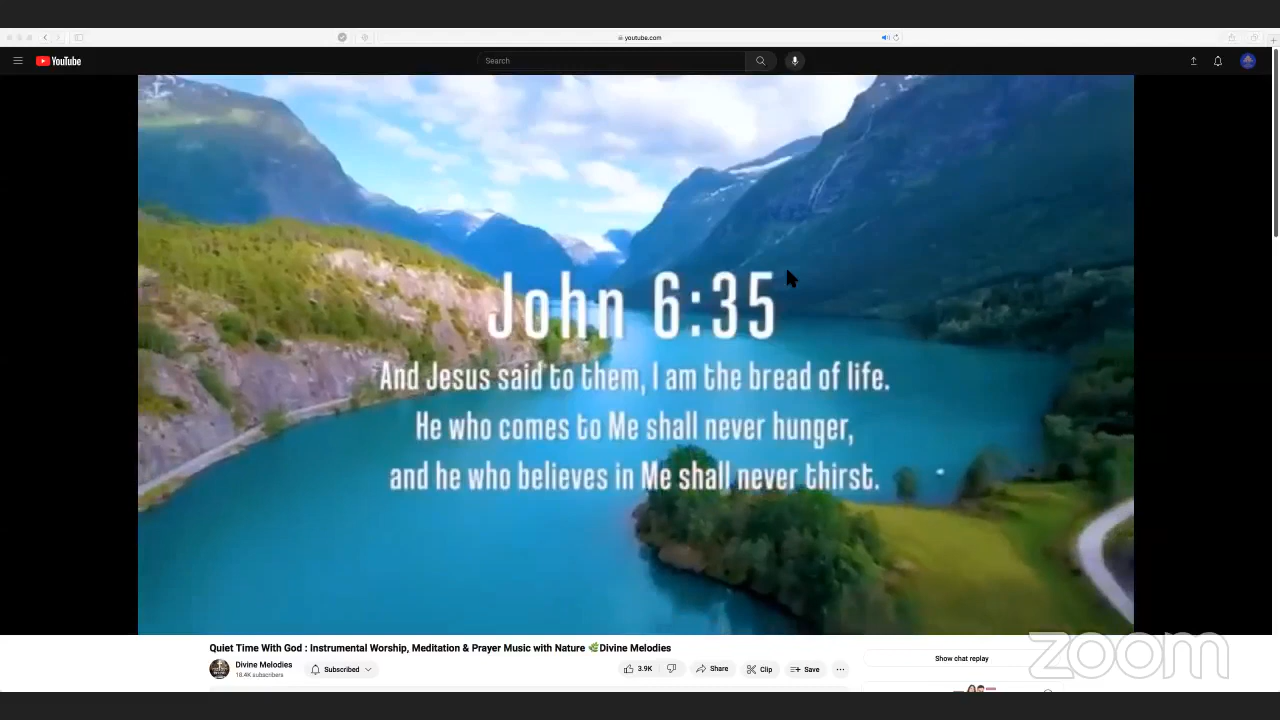 youtube.com
YouTube
Search
John 6:35
And Jesus said to them, I am the bread of life.
He who comes to Me shall never hunger,
and he who believes in Me shall never thirst.
Quiet Time With God : Instrumental Worship, Meditation & Prayer Music with Nature 🌿Divine Melodies
Divine Melodies
18.4K subscribers
Subscribed
3.9K
Share
Clip
Save
Show chat replay
zoom